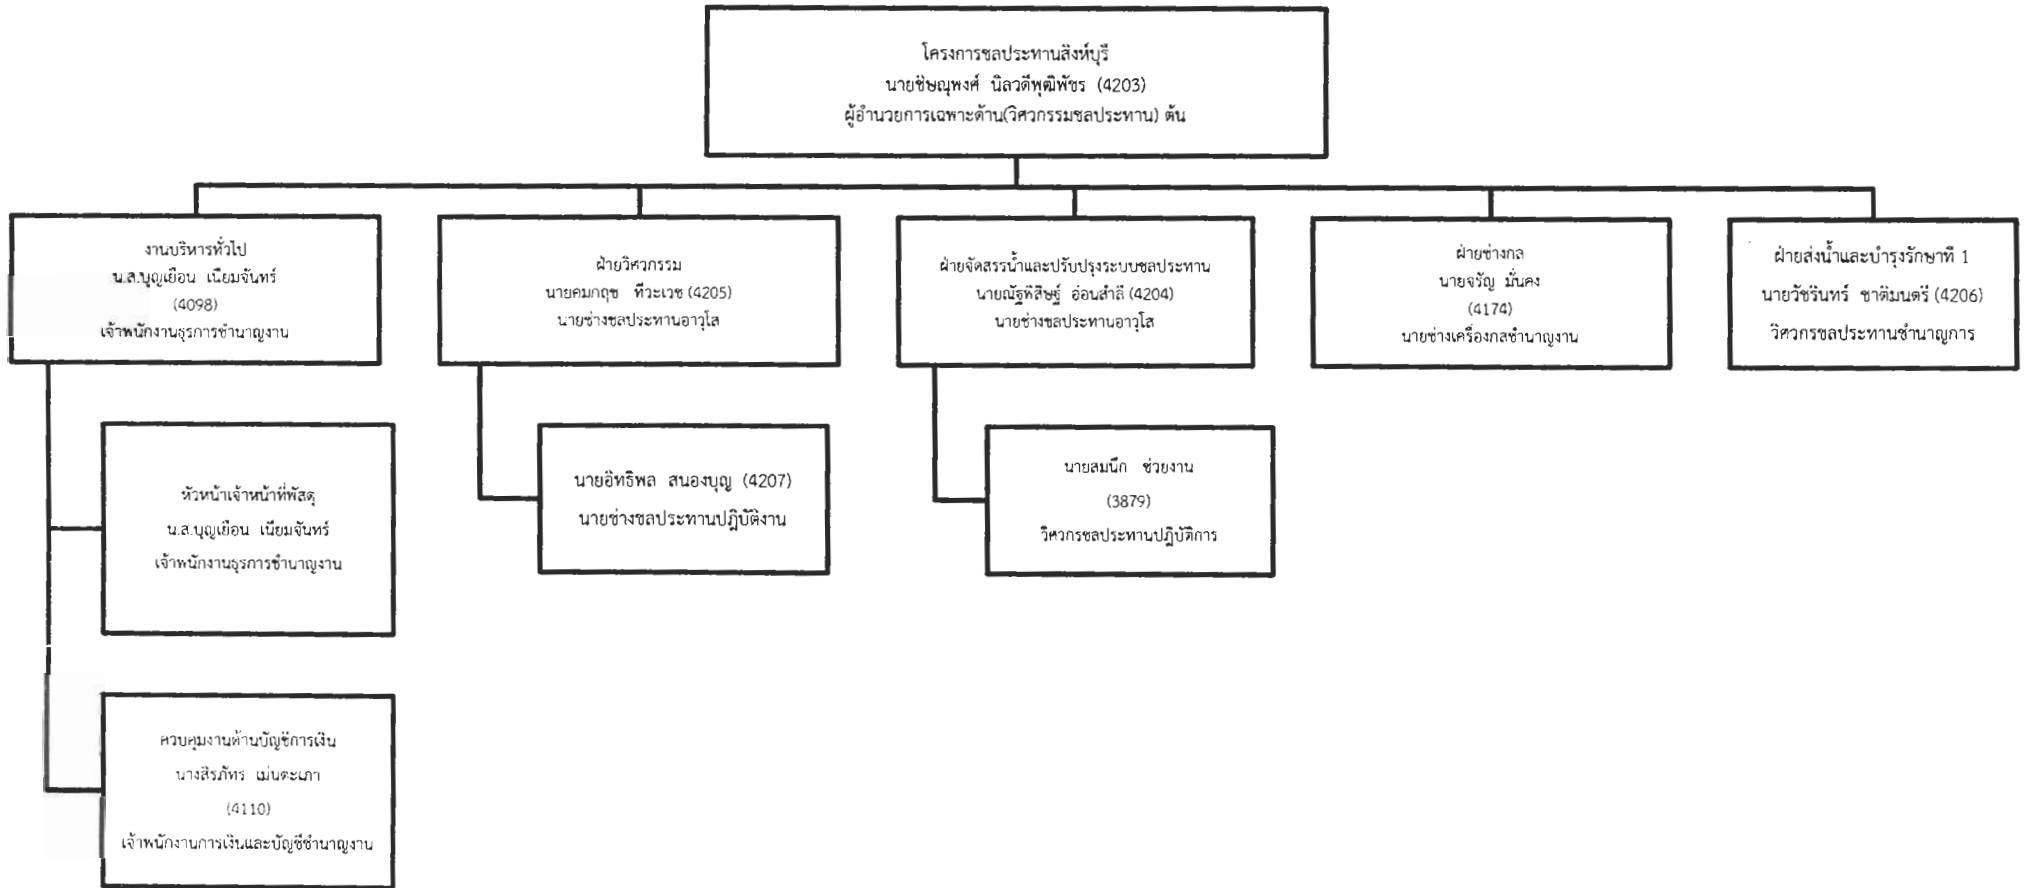 โครงการชลประทานสิงห์บุรี
นายชิษณุพงศ์ นิลวดีพุฒิพัชร (4203)
ผู้อำนวยการเฉพาะด้าน(วิศวกรรมชลประทาน) ต้น
งานบริหารทั่วไป
น.ส.บุญเยือน เนียมจันทร์
(4098)
เจ้าพนักงานธุรการชำนาญงาน
ฝ่ายวิศวกรรม
นายคมกฤช ทีวะเวช (4205)
นายช่างชลประทานอาวุโส
ฝ่ายจัดสรรน้ำและปรับปรุงระบบชลประทาน
นายณัฐพิสิษฐ์ อ่อนสำลี (4204)
นายช่างชลประทานอาวุโส
ฝ่ายช่างกล
นายจรัญ มั่นคง
(4174)
นายช่างเครื่องกลชำนาญงาน
ฝ่ายส่งน้ำและบำรุงรักษาที่ 1
นายวัชรินทร์ ชาติมนตรี (4206)
วิศวกรชลประทานชำนาญการ
หัวหน้าเจ้าหน้าที่พัสดุ
น.ส.บุญเยือน เนียมจันทร์
เจ้าพนักงานธุรการชำนาญงาน
นายอิทธิพล สนองบุญ (4207)
นายช่างชลประทานปฏิบัติงาน
นายสมนึก ช่วยงาน
(3879)
วิศวกรชลประทานปฏิบัติการ
ควบคุมงานด้านบัญชีการเงิน
นางสิรภัทร เม่นตะเภา
(4110)
เจ้าพนักงานการเงินและบัญชีชำนาญงาน